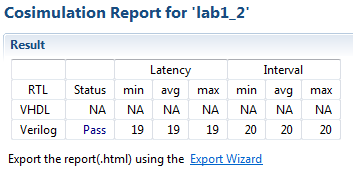 Cosimulation Report for 'lab1_2'
Result
Latency Interval
RTL Status min avg max min avg max
VHDL NA NA NA NA NA NA NA
Verilog Pass 19 19 19 20 20 20
Export the report(.html) using the Export Wizard